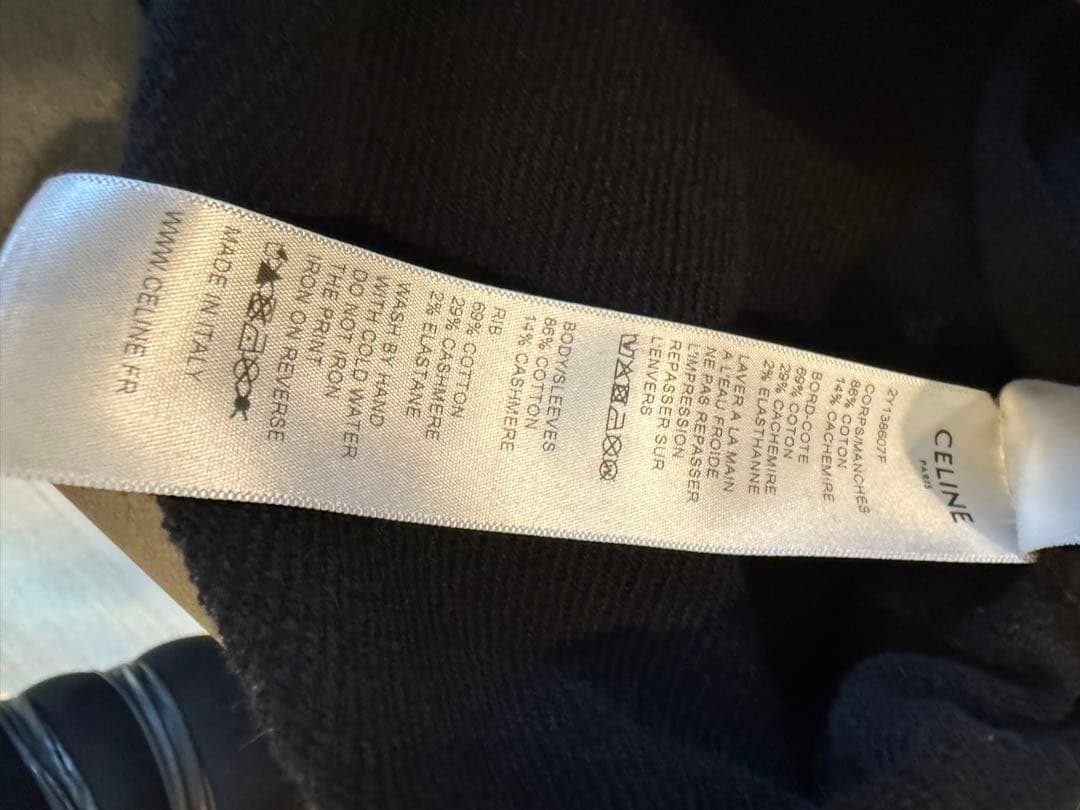 CELINE
PARIS
2Y138607F
CORPS/MANCHES
86% COTON
14% CACHEMIRE
BORD-COTE
69% COTON
29% CACHEMIRE
2% ELASTHANNE
LAVER A LA MAIN
A L'EAU FROIDE
NE PAS REPASSER
L'IMPRESSION
REPASSER SUR
L'ENVERS
BODY/SLEEVES
86% COTTON
14% CASHMERE
RIB
69% COTTON
29% CASHMERE
2% ELASTANE
WASH BY HAND
WITH COLD WATER
DO NOT IRON
THE PRINT
IRON ON REVERSE
MADE IN ITALY
WWW.CELINE.FR